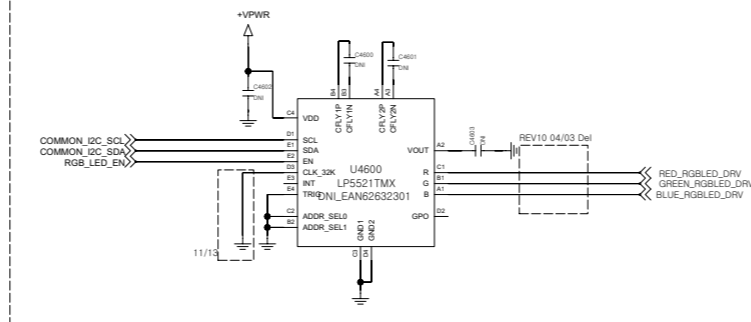 +VPWR
C4600
DNI
C4601
DNI
C4602
DNI
B4
B3
A4
A3
CFLY1P
CFLY1N
CFLY2P
CFLY2N
C4
VDD
COMMON_I2C_SCL
D1
SCL
COMMON_I2C_SDA
E1
SDA
RGB_LED_EN
E2
EN
D3
CLK_32K
E3
INT
E4
TRIG
C2
ADDR_SEL0
B2
ADDR_SEL1
U4600
LP5521TMX
DNI_EAN62632301
VOUT
A2
C4603
DNI
REV10 04/03 Del
R
C1
RED_RGBLED_DRV
G
B1
GREEN_RGBLED_DRV
B
A1
BLUE_RGBLED_DRV
GPO
D2
GND1
GND2
C3
D4
11/13